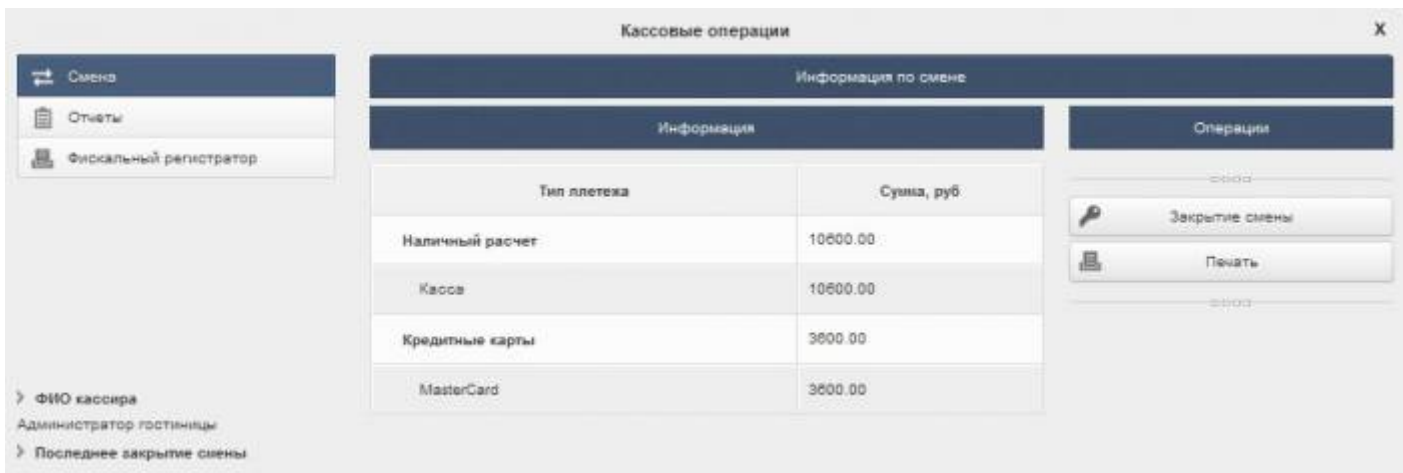 Кассовые операции
X
Смена
Отчеты
Фискальный регистратор
Информация по смене
Информация
Операции
Тип плетежа
Сумма, руб
Наличный расчет
10600.00
Касса
10600.00
Кредитные карты
3600.00
MasterCard
3600.00
Закрытие смены
Печать
ФИО кассира
Администратор гостиницы
Последнее закрытие смены